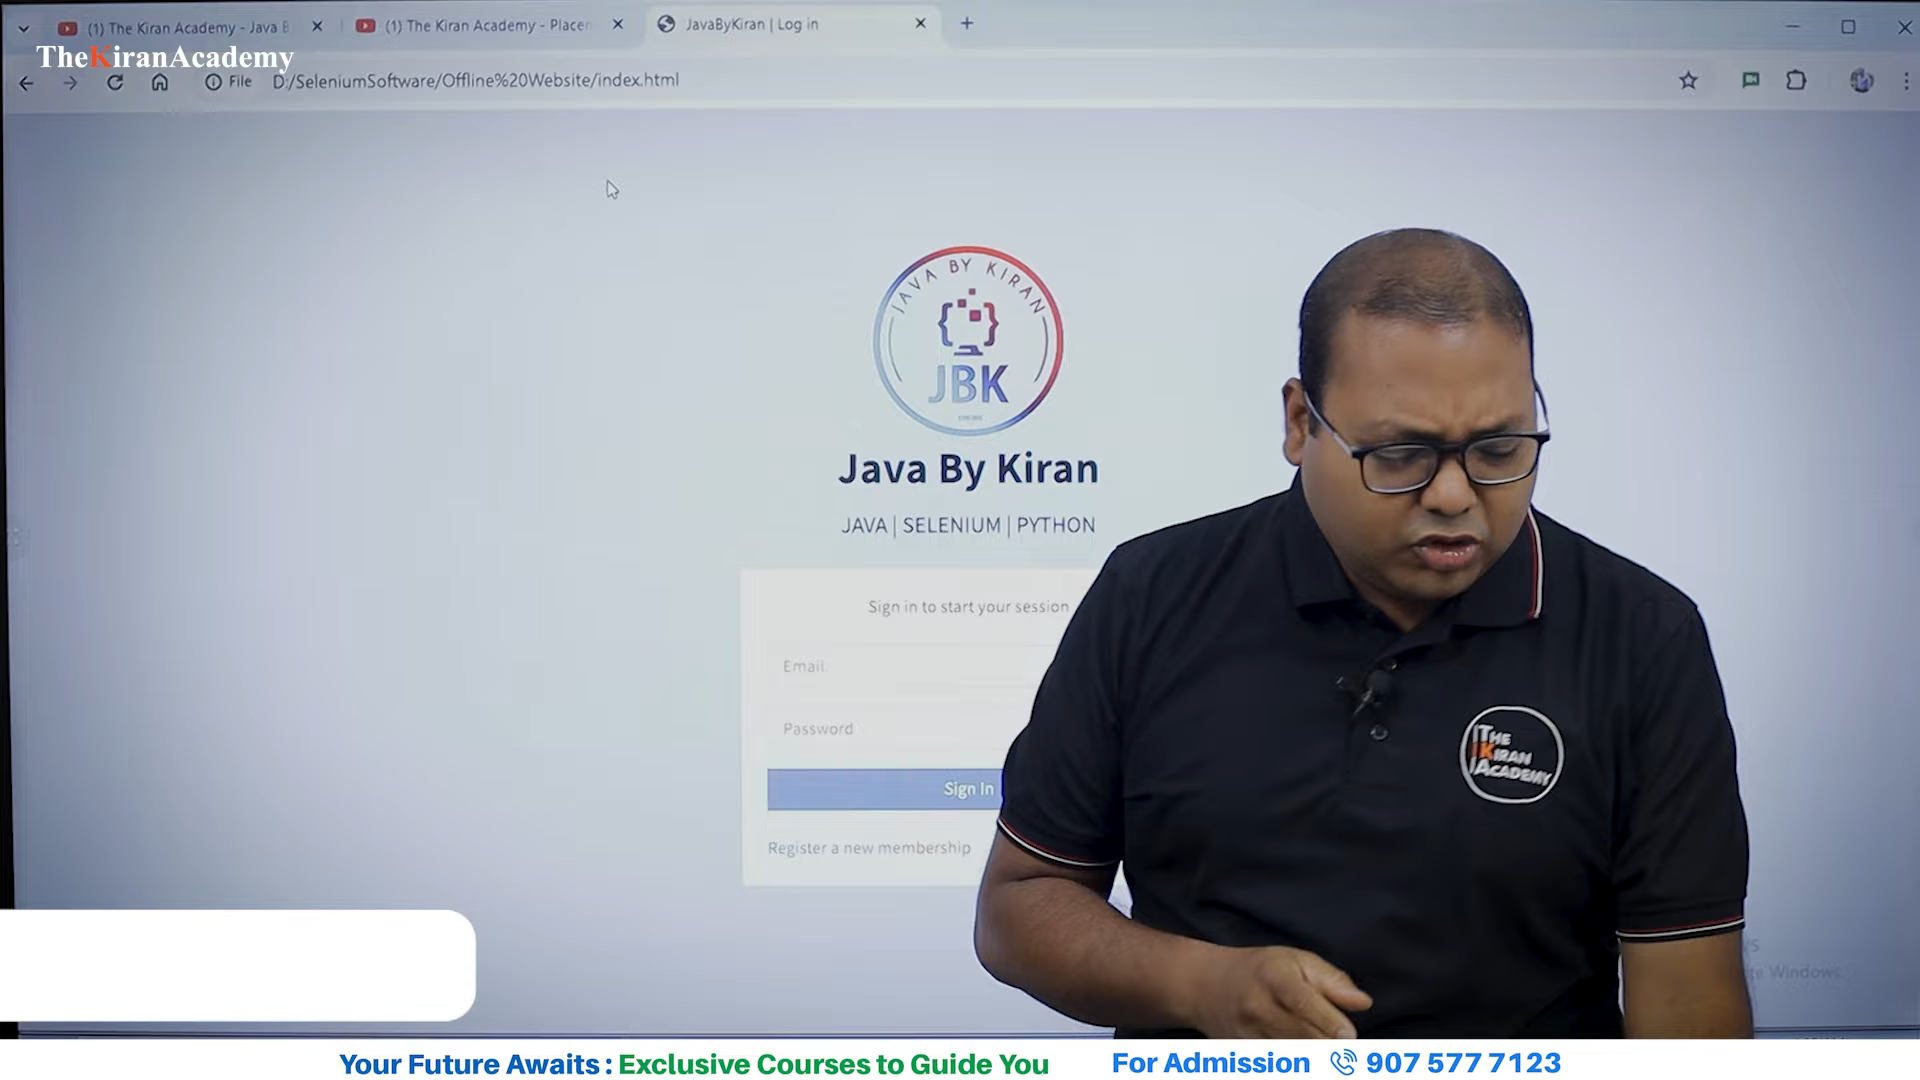 (1) The Kiran Academy - Java B
(1) The Kiran Academy - Placen
JavaByKiran | Log in
TheKiranAcademy
File D:/SeleniumSoftware/Offline%20Website/index.html
JAVA BY KIRAN
JBK
Java By Kiran
JAVA | SELENIUM | PYTHON
Sign in to start your session
Email
Password
Sign In
Register a new membership
THE
KIRAN
ACADEMY
Windows.
Your Future Awaits : Exclusive Courses to Guide You
For Admission 907 577 7123